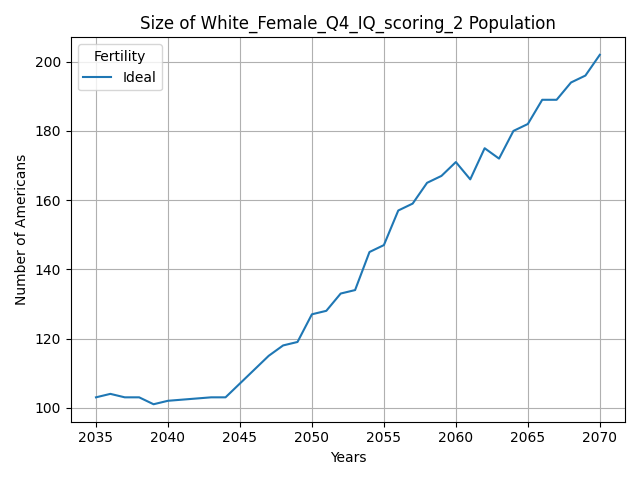 Size of White_Female_Q4_IQ_scoring_2 Population
Fertility
Ideal
Number of Americans
200
180
160
140
120
100
2035 2040 2045 2050 2055 2060 2065 2070
Years